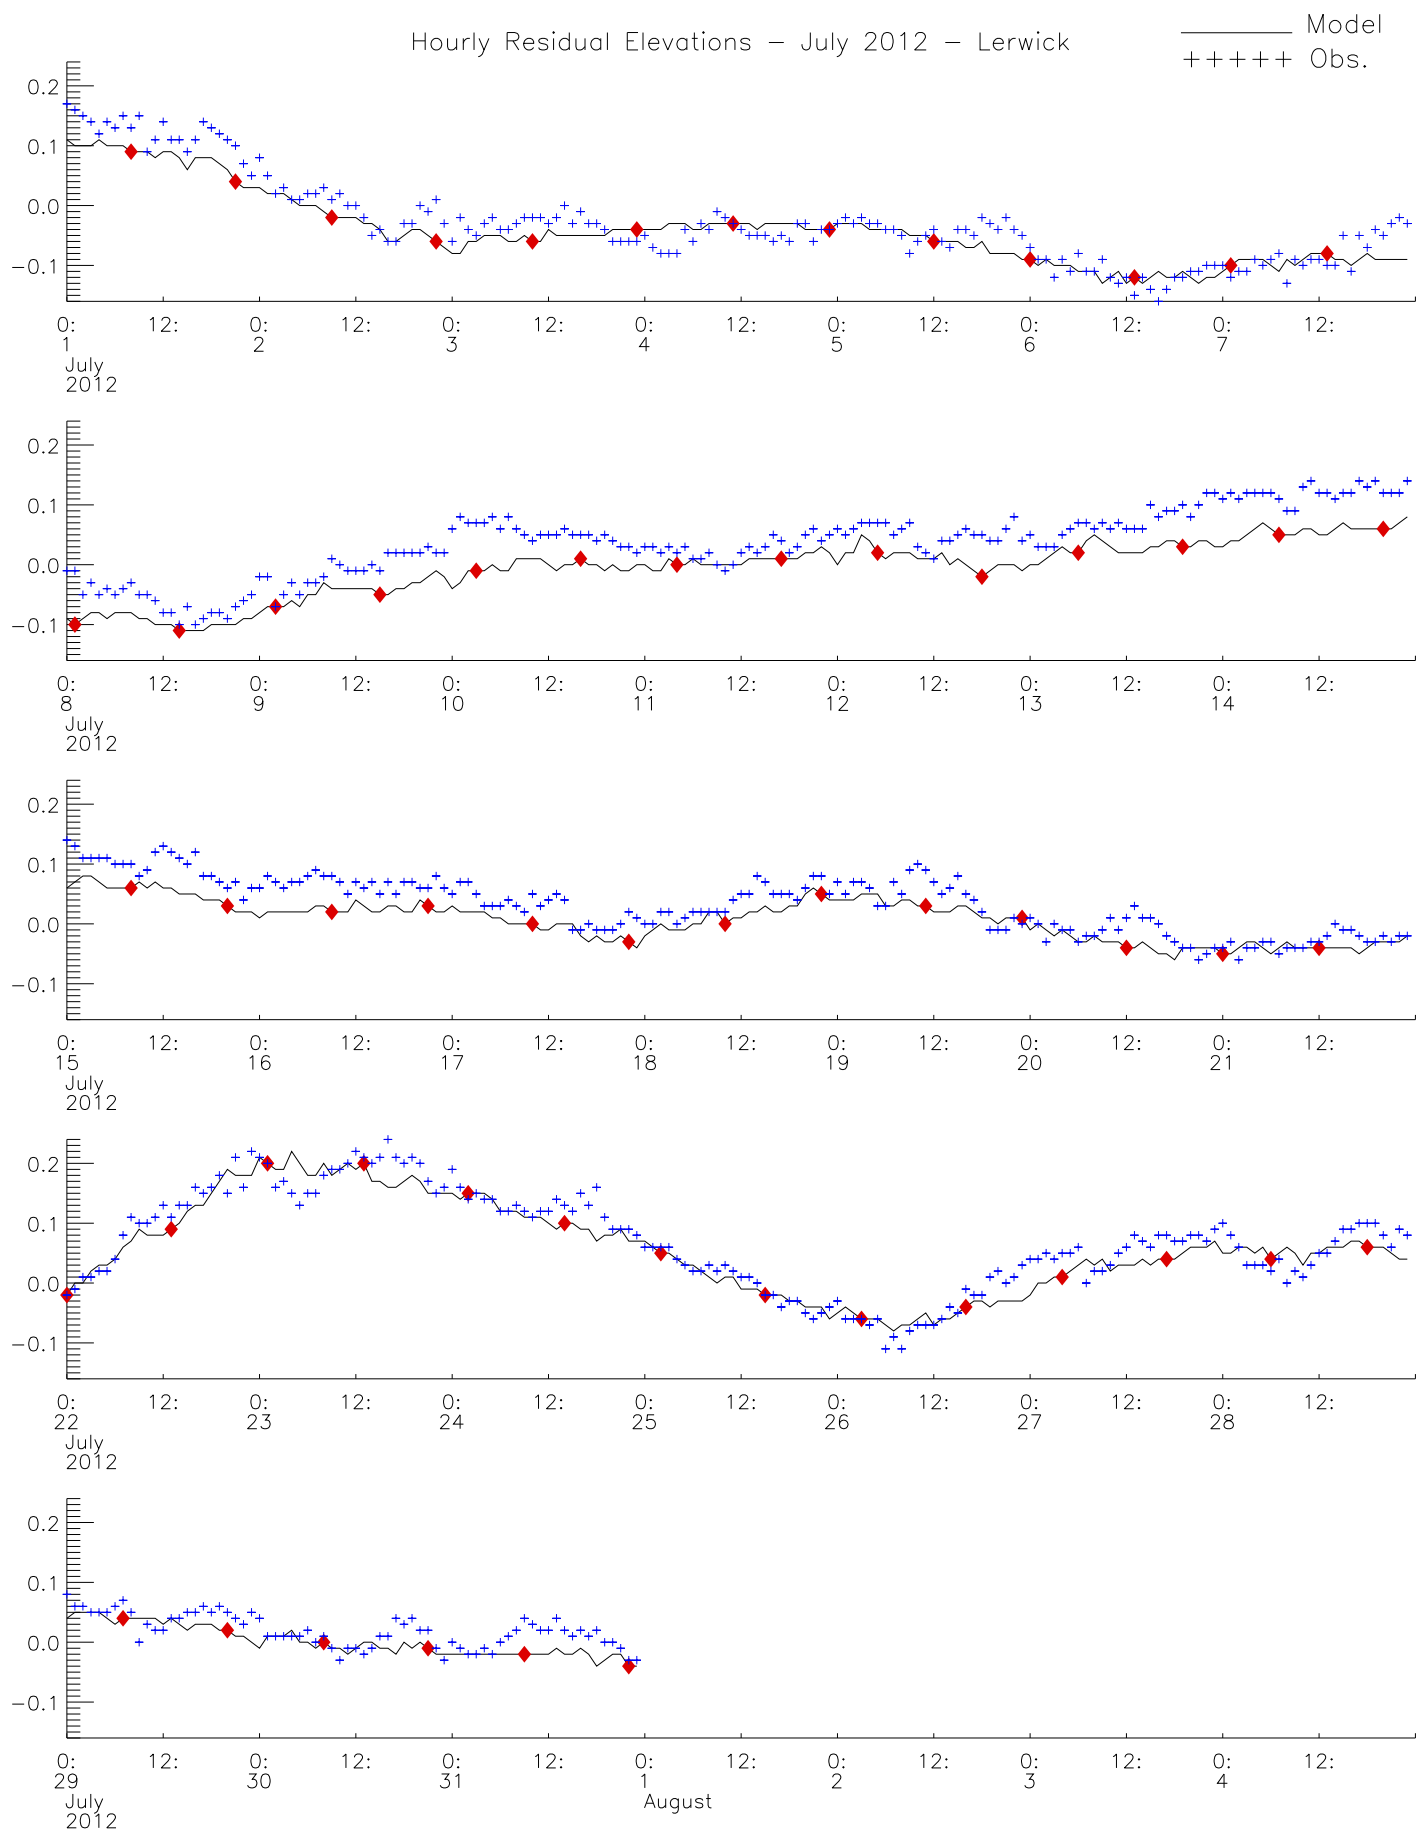 Hourly Residual Elevations − July 2012 − Lerwick
Model
+++++ Obs.
0.2
0.1
0.0
−0.1
0: 12: 0: 12: 0: 12: 0: 12: 0: 12: 0: 12: 0: 12:
1 2 3 4 5 6 7
July
2012
0.2
0.1
0.0
−0.1
0: 12: 0: 12: 0: 12: 0: 12: 0: 12: 0: 12: 0: 12:
8 9 10 11 12 13 14
July
2012
0.2
0.1
0.0
−0.1
0: 12: 0: 12: 0: 12: 0: 12: 0: 12: 0: 12: 0: 12:
15 16 17 18 19 20 21
July
2012
0.2
0.1
0.0
−0.1
0: 12: 0: 12: 0: 12: 0: 12: 0: 12: 0: 12: 0: 12:
22 23 24 25 26 27 28
July
2012
0.2
0.1
0.0
−0.1
0: 12: 0: 12: 0: 12: 0: 12: 0: 12: 0: 12: 0: 12:
29 30 31 1 2 3 4
July August
2012